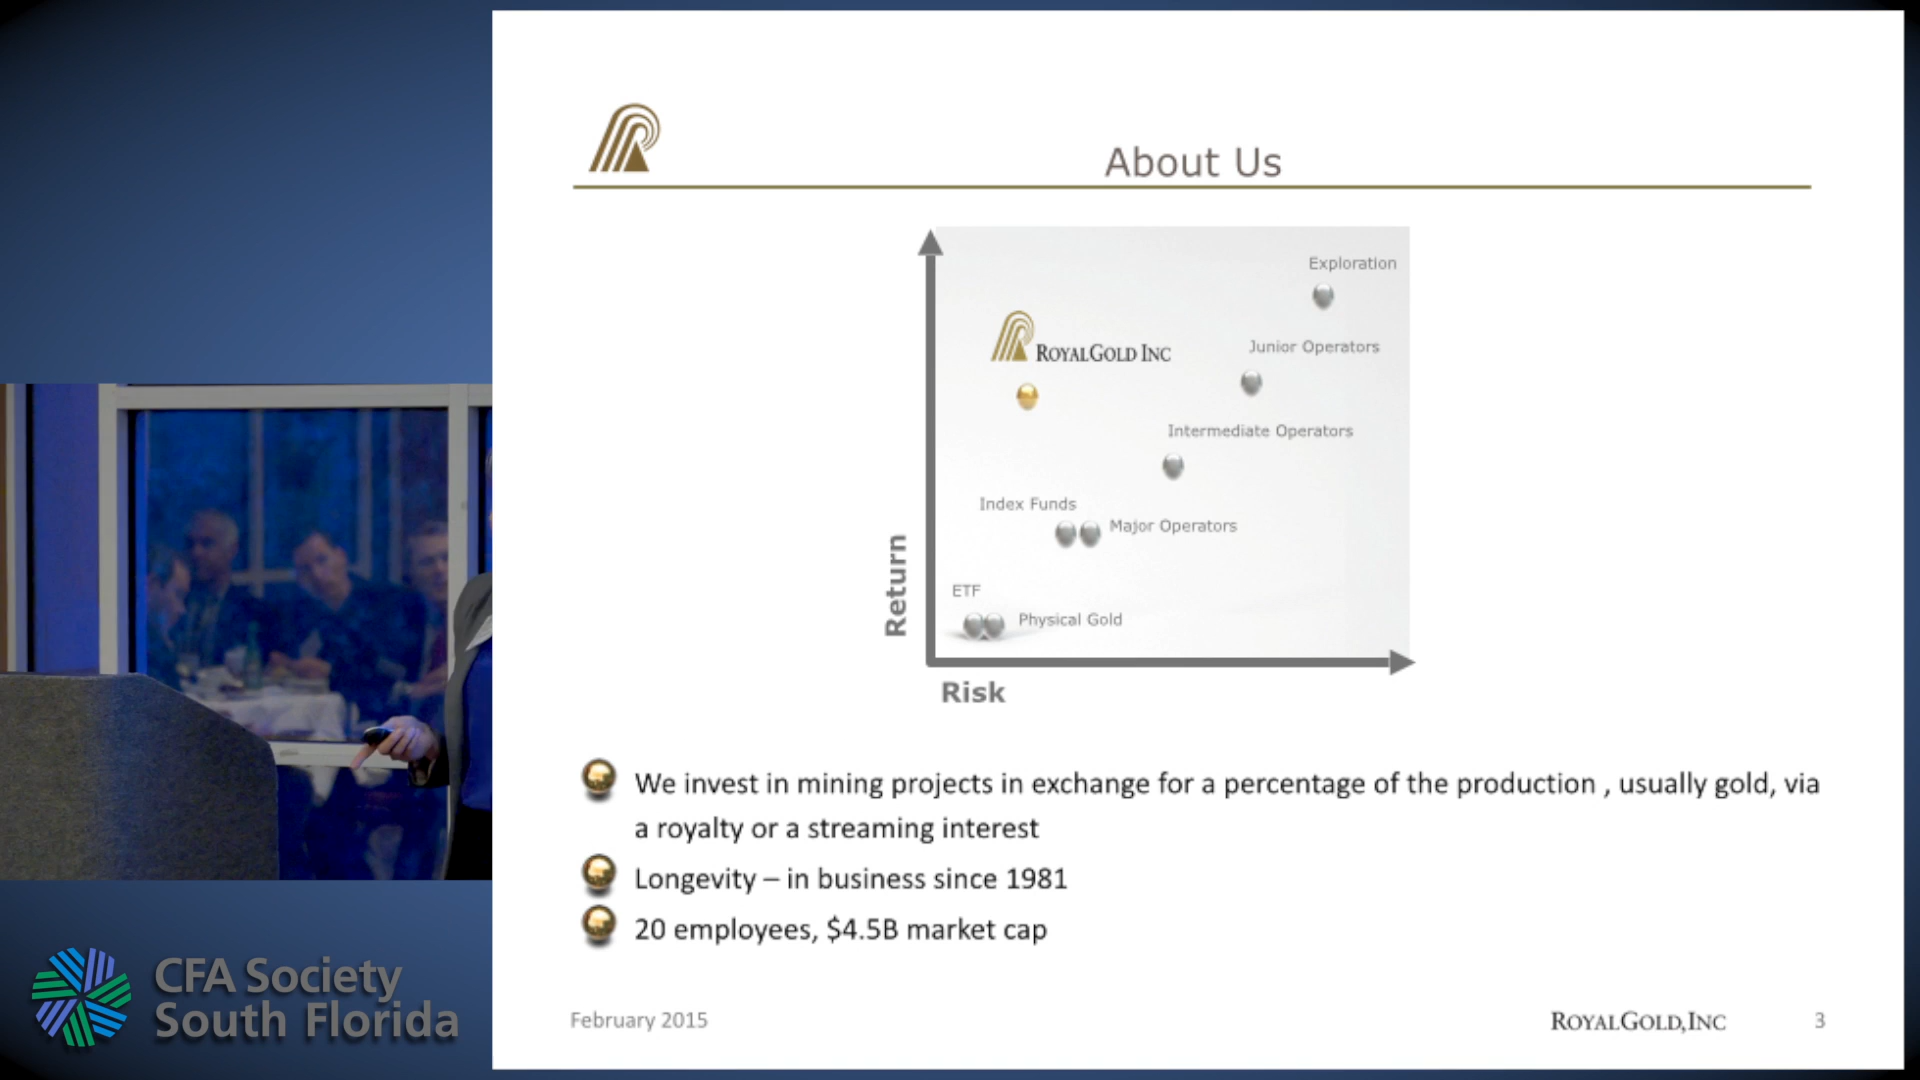 About Us
Exploration
Junior Operators
ROYALGOLD INC
Intermediate Operators
Index Funds
Major Operators
ETF
Physical Gold
Return
Risk
We invest in mining projects in exchange for a percentage of the production , usually gold, via
a royalty or a streaming interest
Longevity – in business since 1981
20 employees, $4.5B market cap
February 2015
ROYALGOLD, INC
3
CFA Society
South Florida